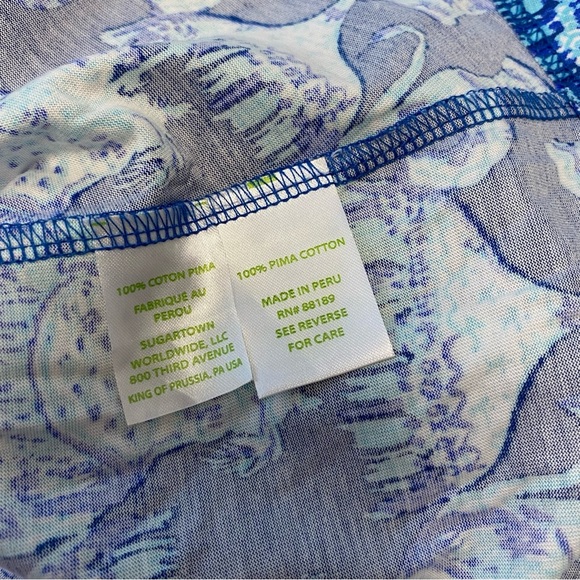 100% COTON PIMA
FABRIQUE AU
PEROU
SUGARTOWN
WORLDWIDE, LLC
800 THIRD AVENUE
KING OF PRUSSIA, PA USA
100% PIMA COTTON
MADE IN PERU
RN# 88189
SEE REVERSE
FOR CARE